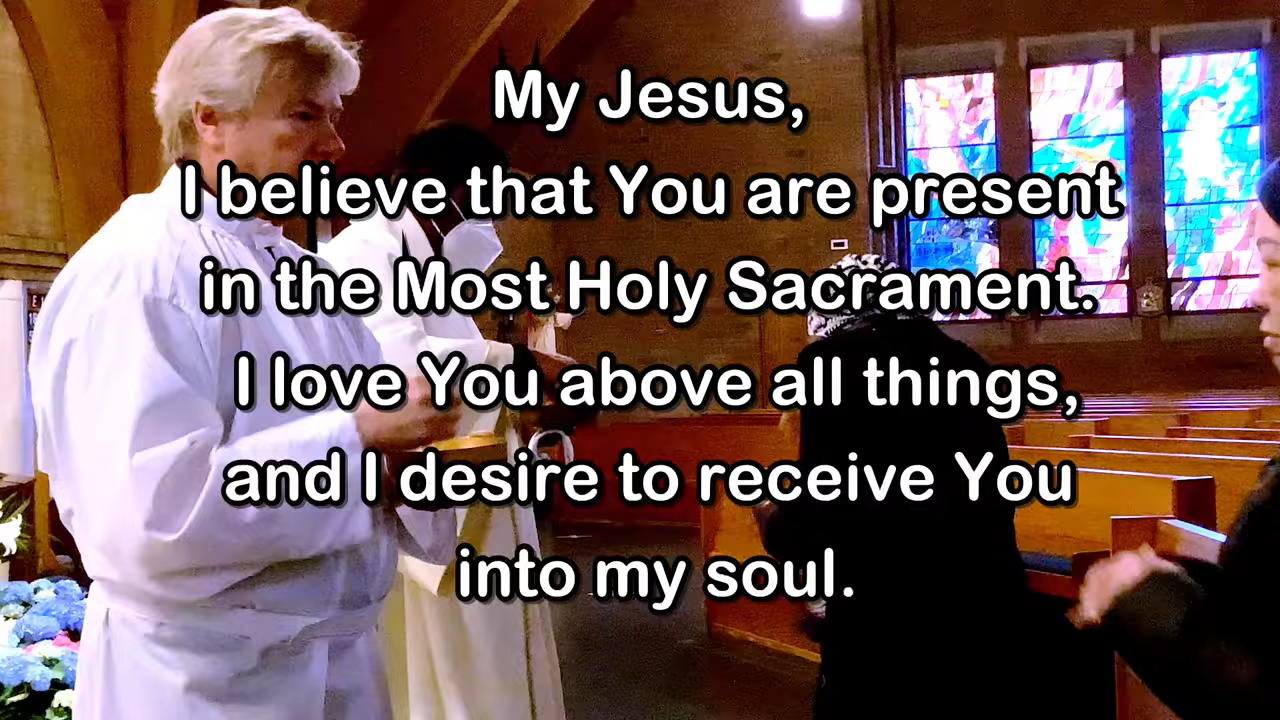 My Jesus,
I believe that You are present
in the Most Holy Sacrament.
I love You above all things,
and I desire to receive You
into my soul.